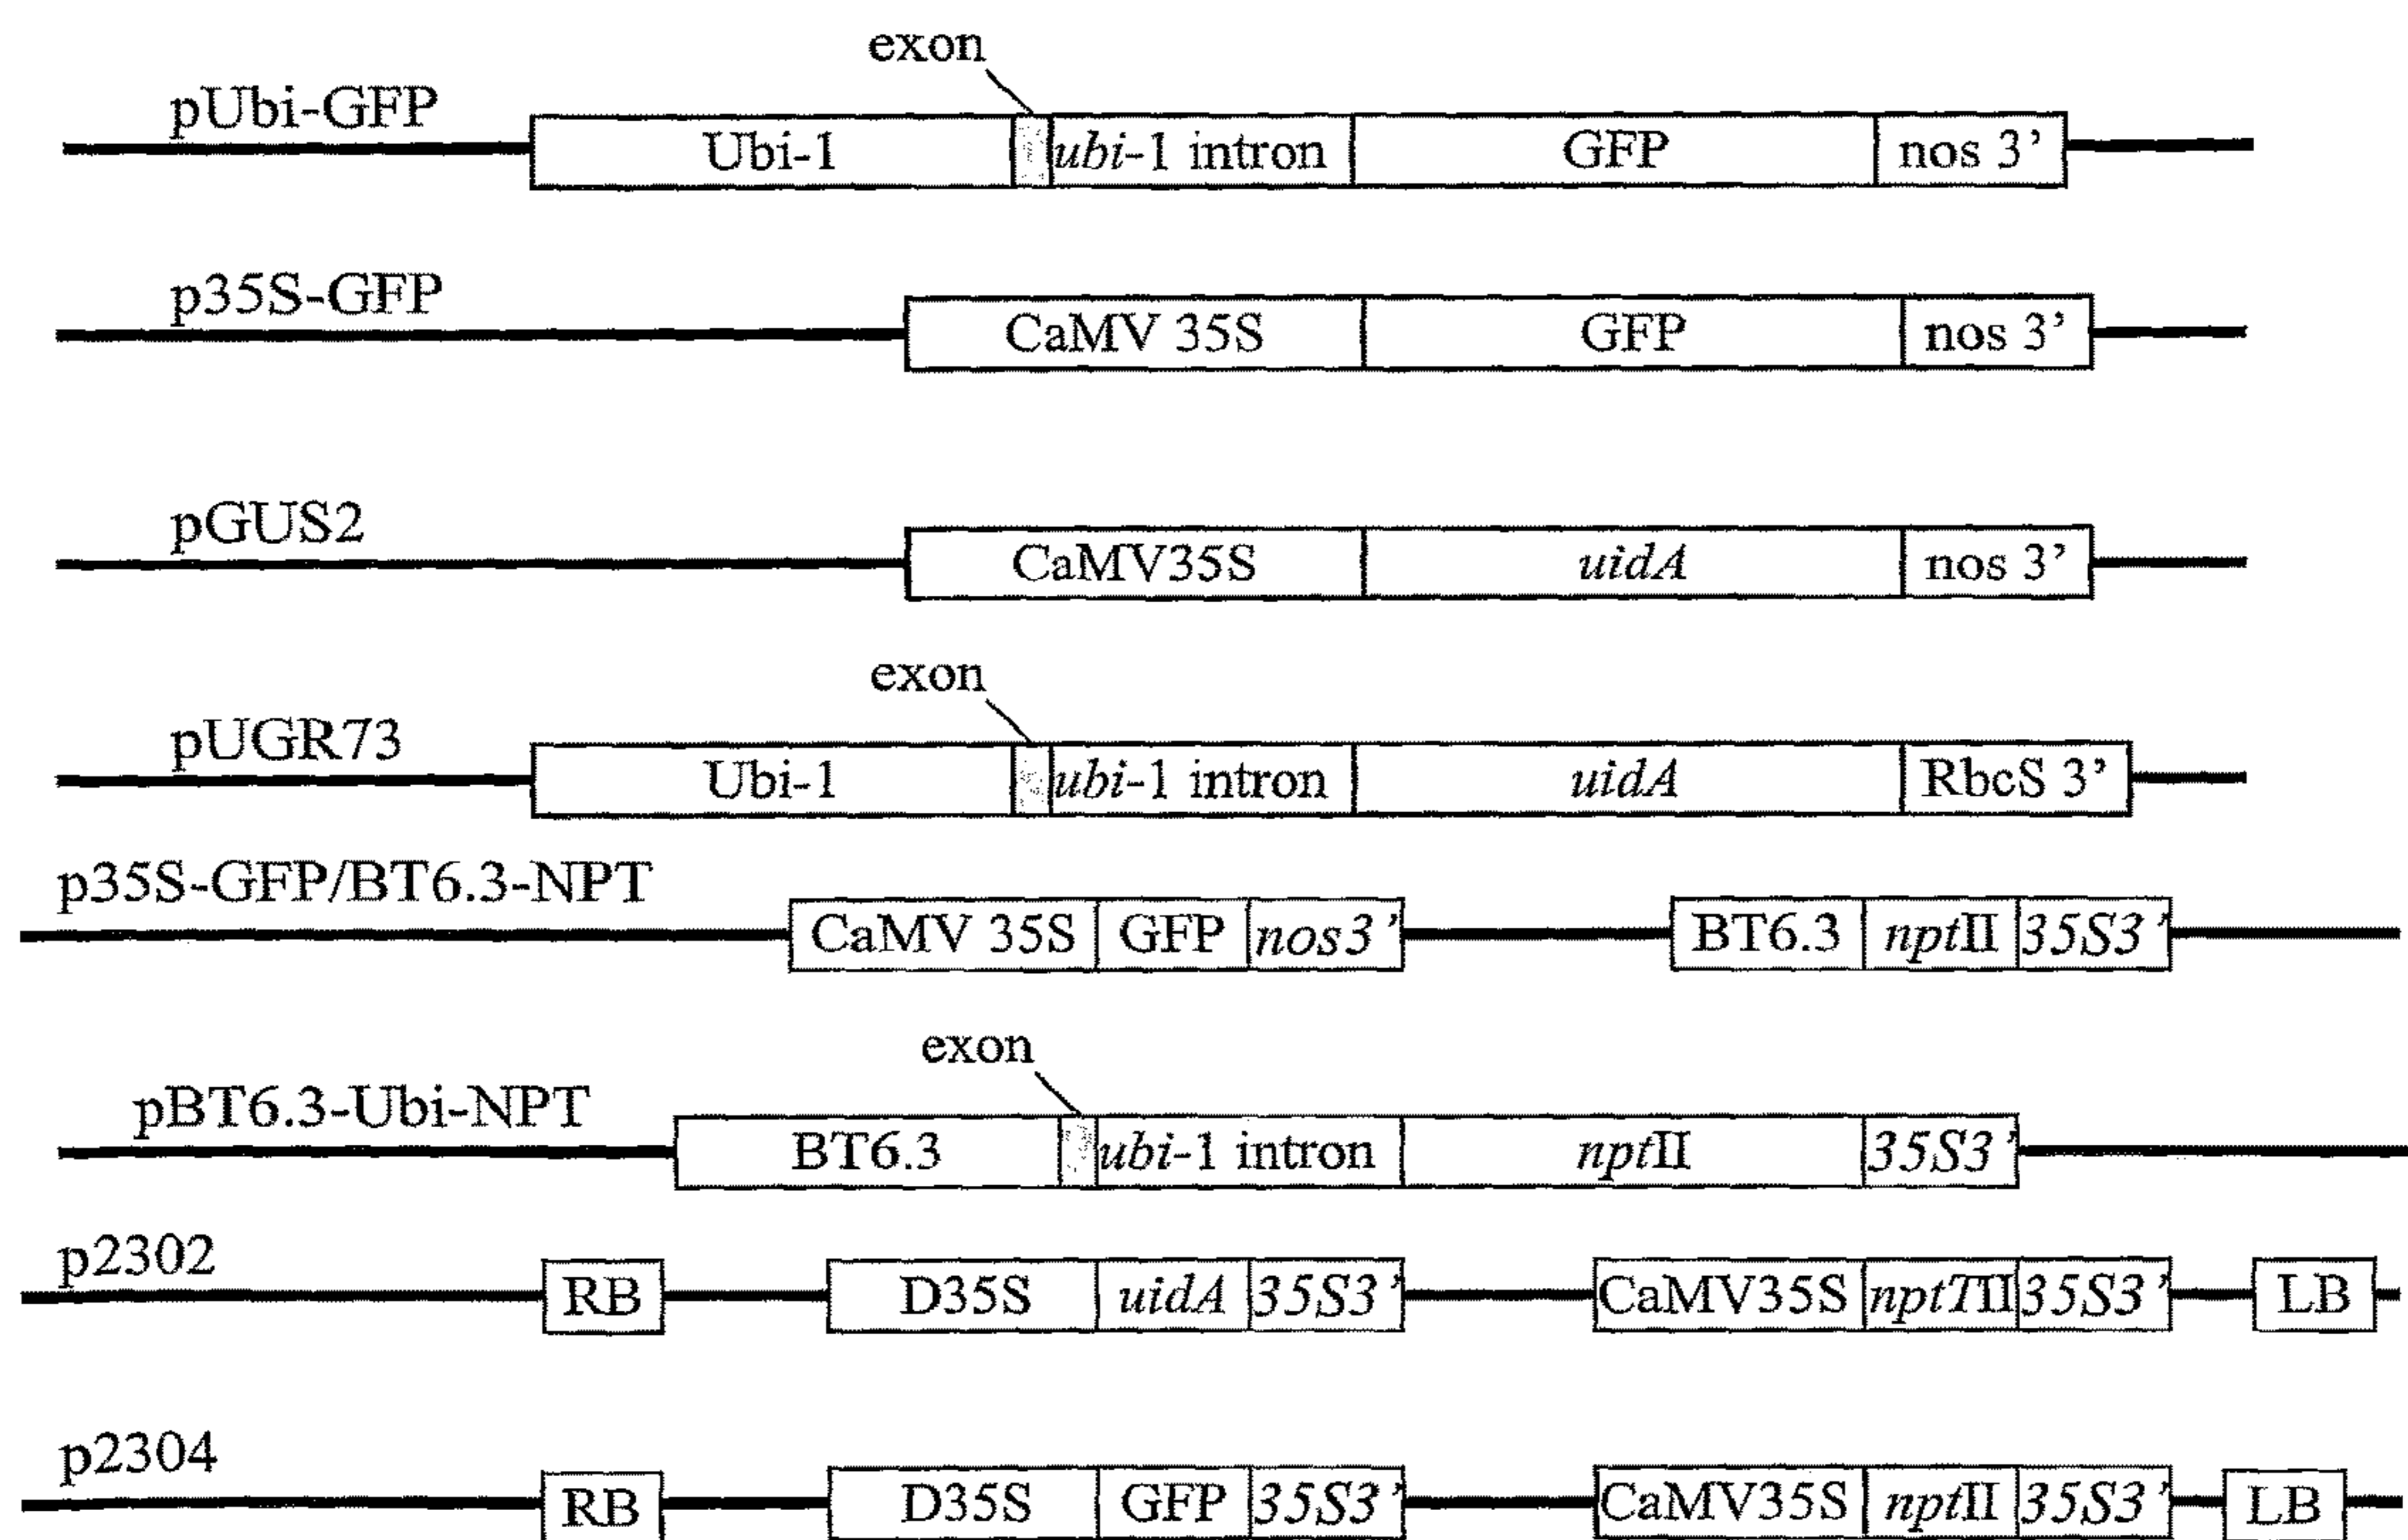 exon
pUbi-GFP
Ubi-1 ubi-1 intron GFP nos 3’
p35S-GFP
CaMV 35S GFP nos 3’
pGUS2
CaMV35S uidA nos 3’
exon
pUGR73
Ubi-1 ubi-1 intron uidA RbcS 3’
p35S-GFP/BT6.3-NPT
CaMV 35S GFP nos3’ BT6.3 nptII 35S3’
exon
pBT6.3-Ubi-NPT
BT6.3 ubi-1 intron nptII 35S3’
p2302
RB D35S uidA 35S3’ CaMV35S nptTII 35S3’ LB
p2304
RB D35S GFP 35S3’ CaMV35S nptII 35S3’ LB